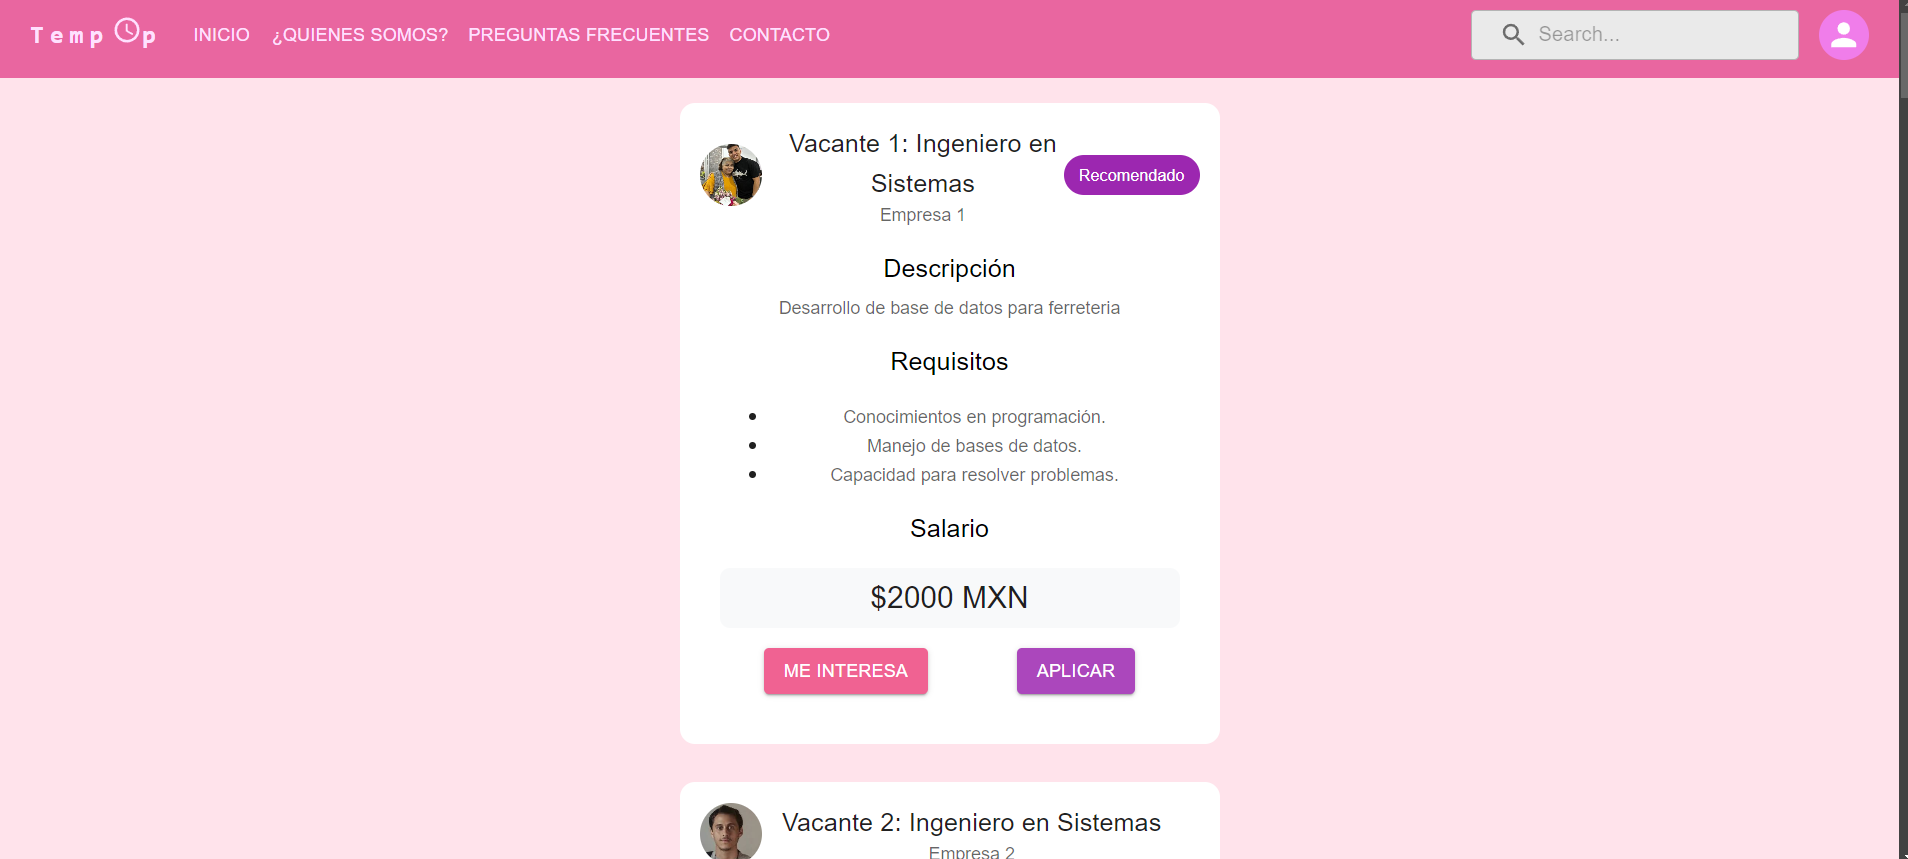 Temp p
INICIO
¿QUIENES SOMOS?
PREGUNTAS FRECUENTES
CONTACTO
Search...
Vacante 1: Ingeniero en
Sistemas
Recomendado
Empresa 1
Descripción
Desarrollo de base de datos para ferreteria
Requisitos
Conocimientos en programación.
Manejo de bases de datos.
Capacidad para resolver problemas.
Salario
$2000 MXN
ME INTERESA
APLICAR
Vacante 2: Ingeniero en Sistemas
Empresa 2